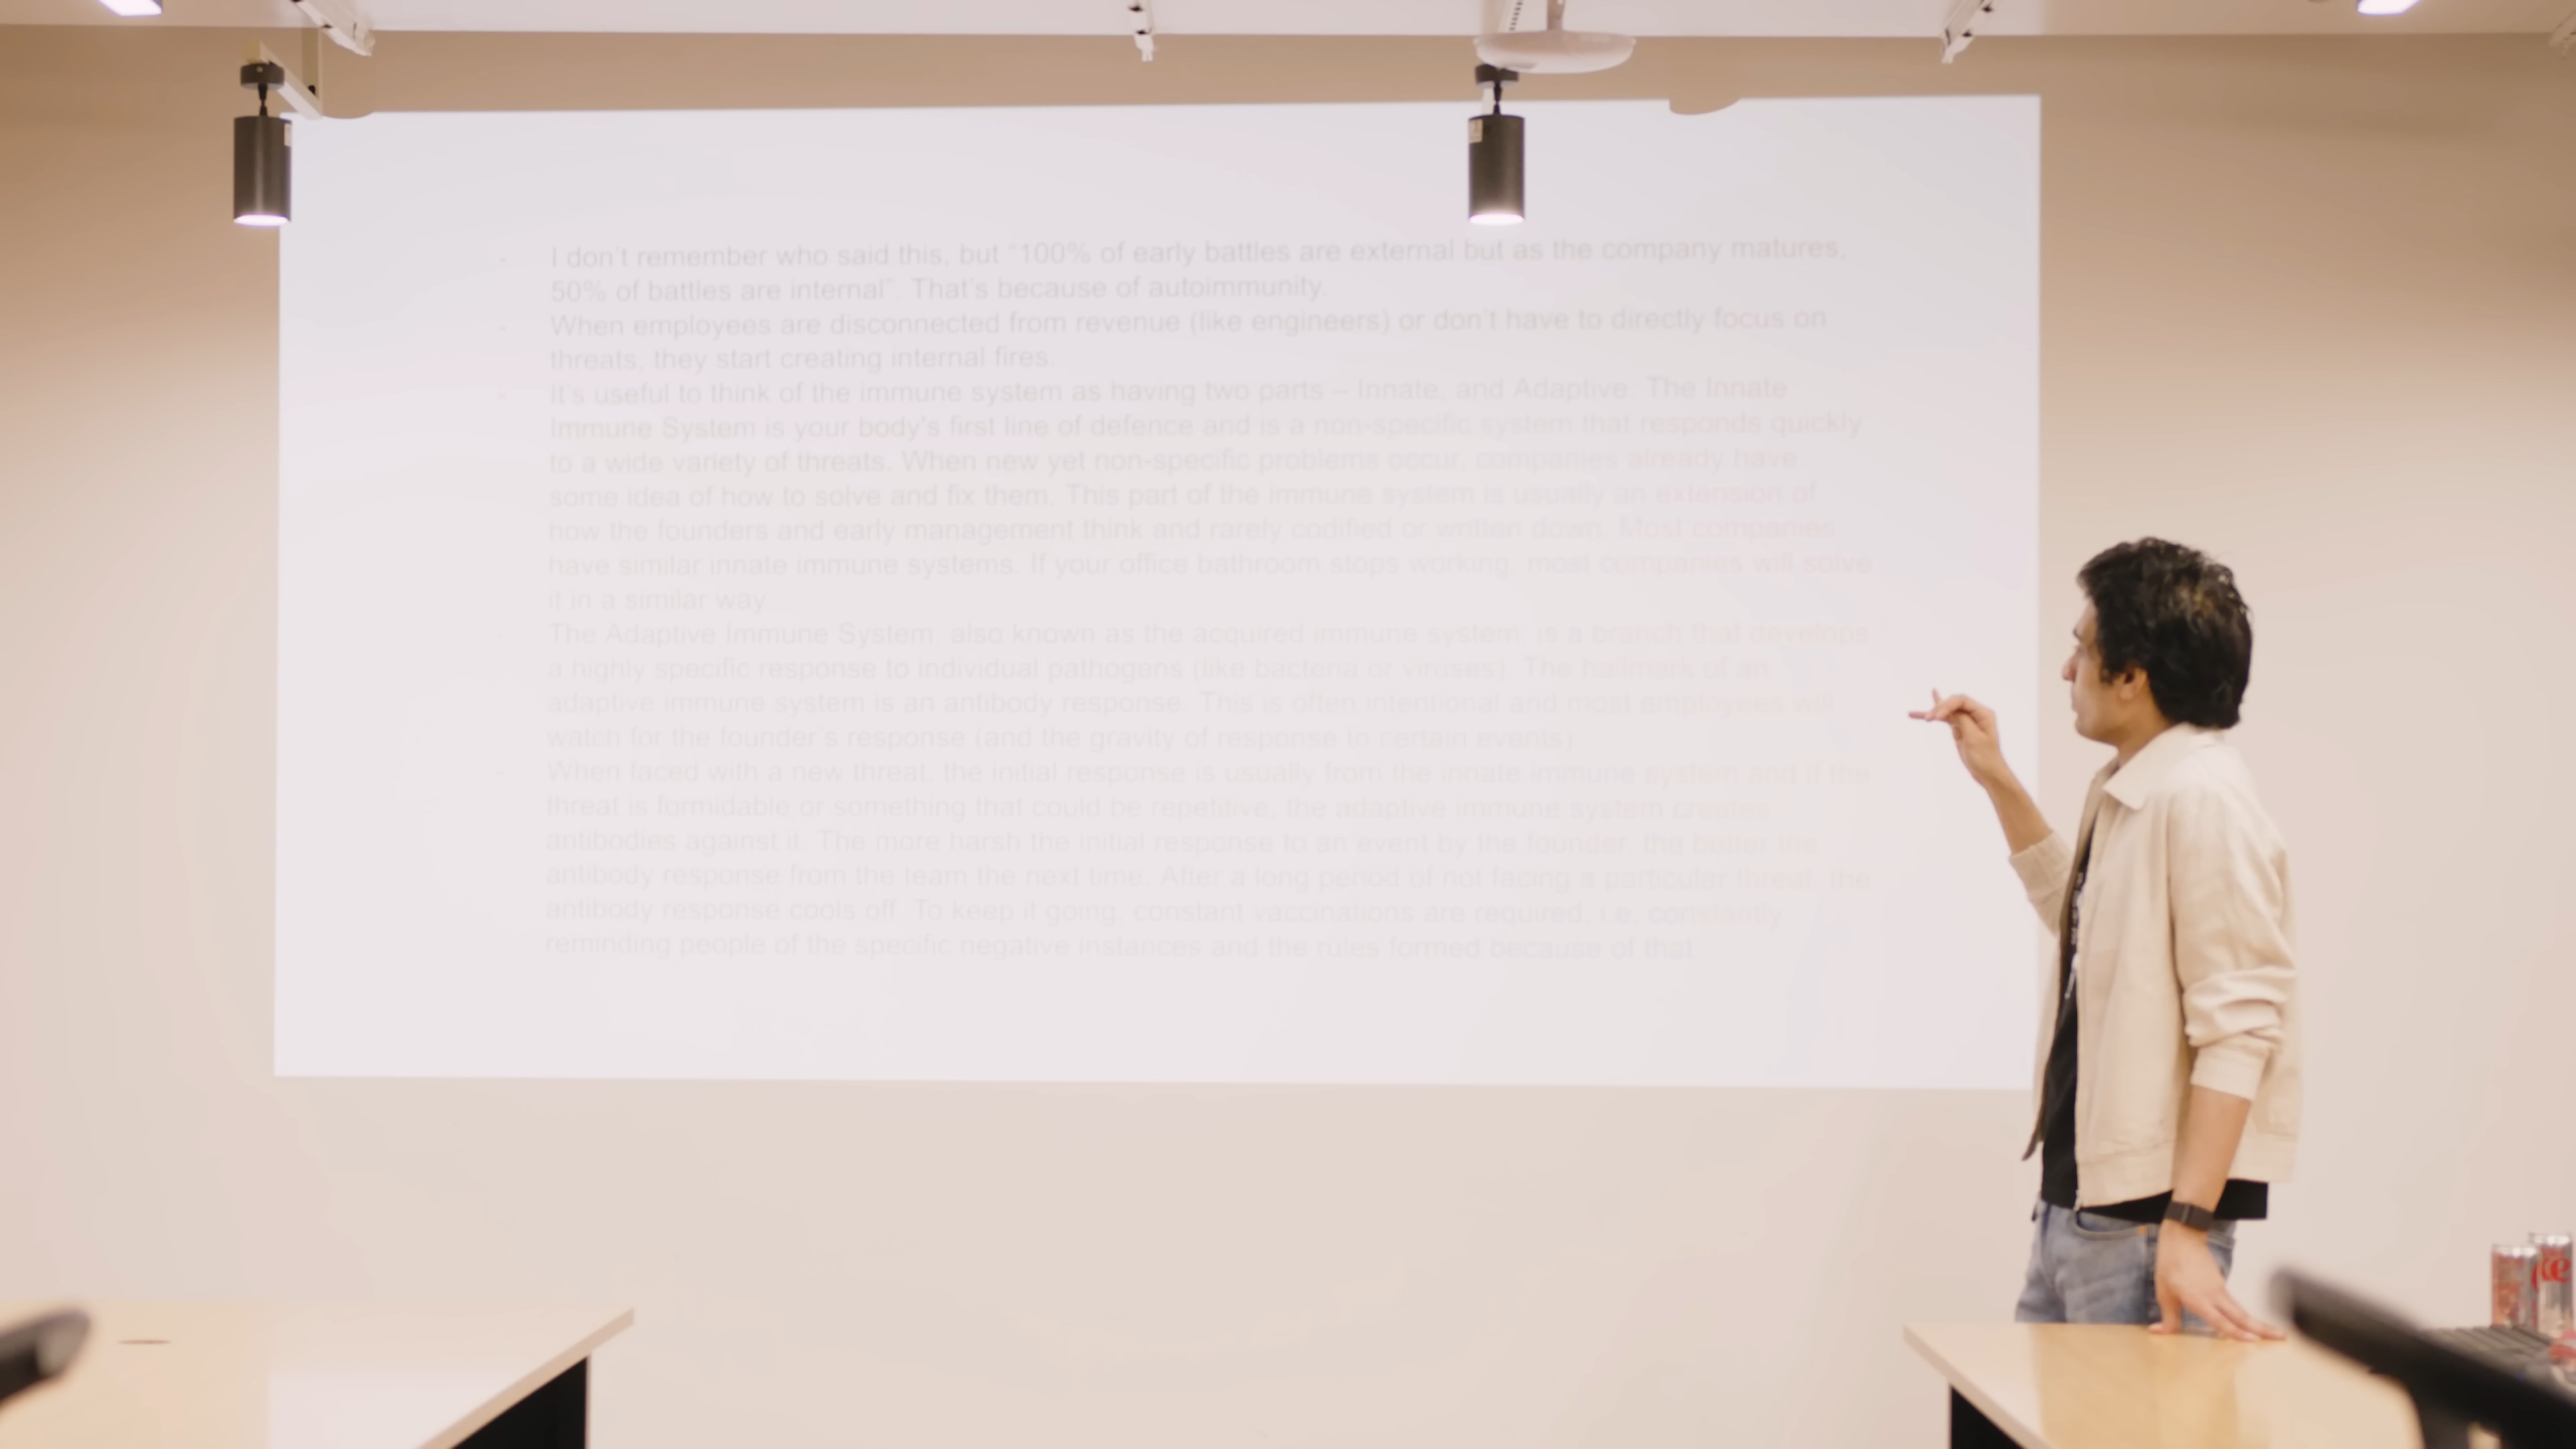 - I don't remember who said this, but "100% of early battles are external but as the company matures,
50% of battles are internal". That's because of autoimmunity.
- When employees are disconnected from revenue (like engineers) or don't have to directly focus on
threats, they start creating internal fires.
- It's useful to think of the immune system as having two parts – Innate, and Adaptive. The Innate
Immune System is your body's first line of defence and is a non-specific system that responds quickly
to a wide variety of threats. When new yet non-specific problems occur, companies already have
some idea of how to solve and fix them. This part of the immune system is usually an extension of
how the founders and early management think and rarely codified or written down. Most companies
have similar innate immune systems. If your office bathroom stops working, most companies will solve
it in a similar way
- The Adaptive Immune System, also known as the acquired immune system, is a branch that develops
a highly specific response to individual pathogens (like bacteria or viruses). The hallmark of an
adaptive immune system is an antibody response. This is often intentional and most employees will
watch for the founder's response (and the gravity of response to certain events)
- When faced with a new threat, the initial response is usually from the innate immune system and if the
threat is formidable or something that could be repetitive, the adaptive immune system creates
antibodies against it. The more harsh the initial response to an event by the founder, the better the
antibody response from the team the next time. After a long period of not facing a particular threat, the
antibody response cools off. To keep it going, constant vaccinations are required, i.e. constantly
reminding people of the specific negative instances and the rules formed because of that
ke